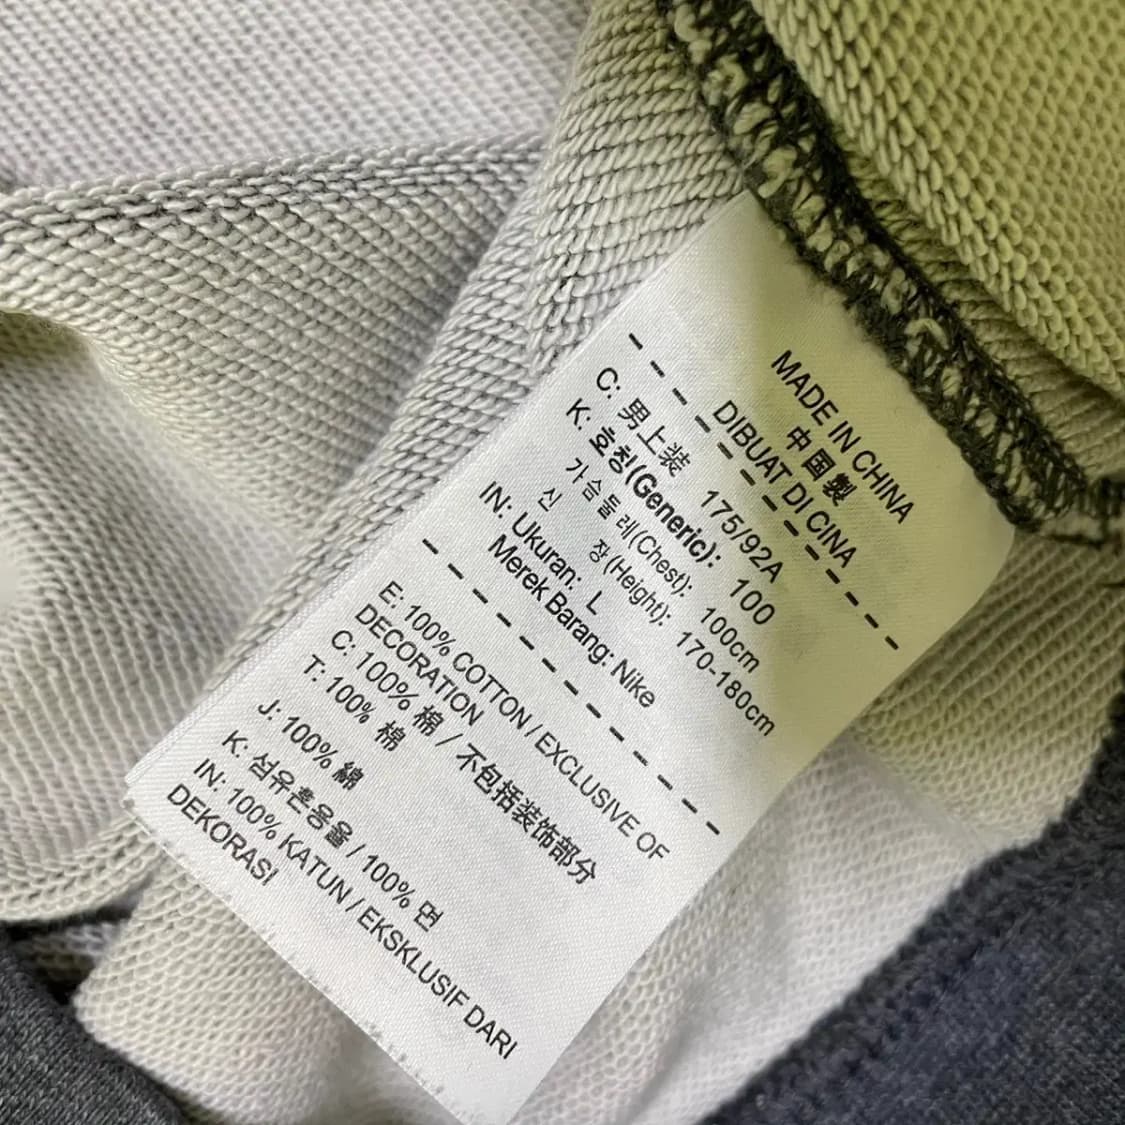 MADE IN CHINA
中国製
DIBUAT DI CINA
C: 男上装 175/92A
K: 호칭(Generic): 100
가슴둘레(Chest): 100cm
신 장(Height): 170-180cm
IN: Ukuran: L
Merek Barang: Nike
E: 100% COTTON / EXCLUSIVE OF
DECORATION
C: 100% 棉 / 不包括装饰部分
T: 100% 棉
J: 100% 綿
K: 섬유혼용율 / 100% 면
IN: 100% KATUN / EKSKLUSIF DARI
DEKORASI